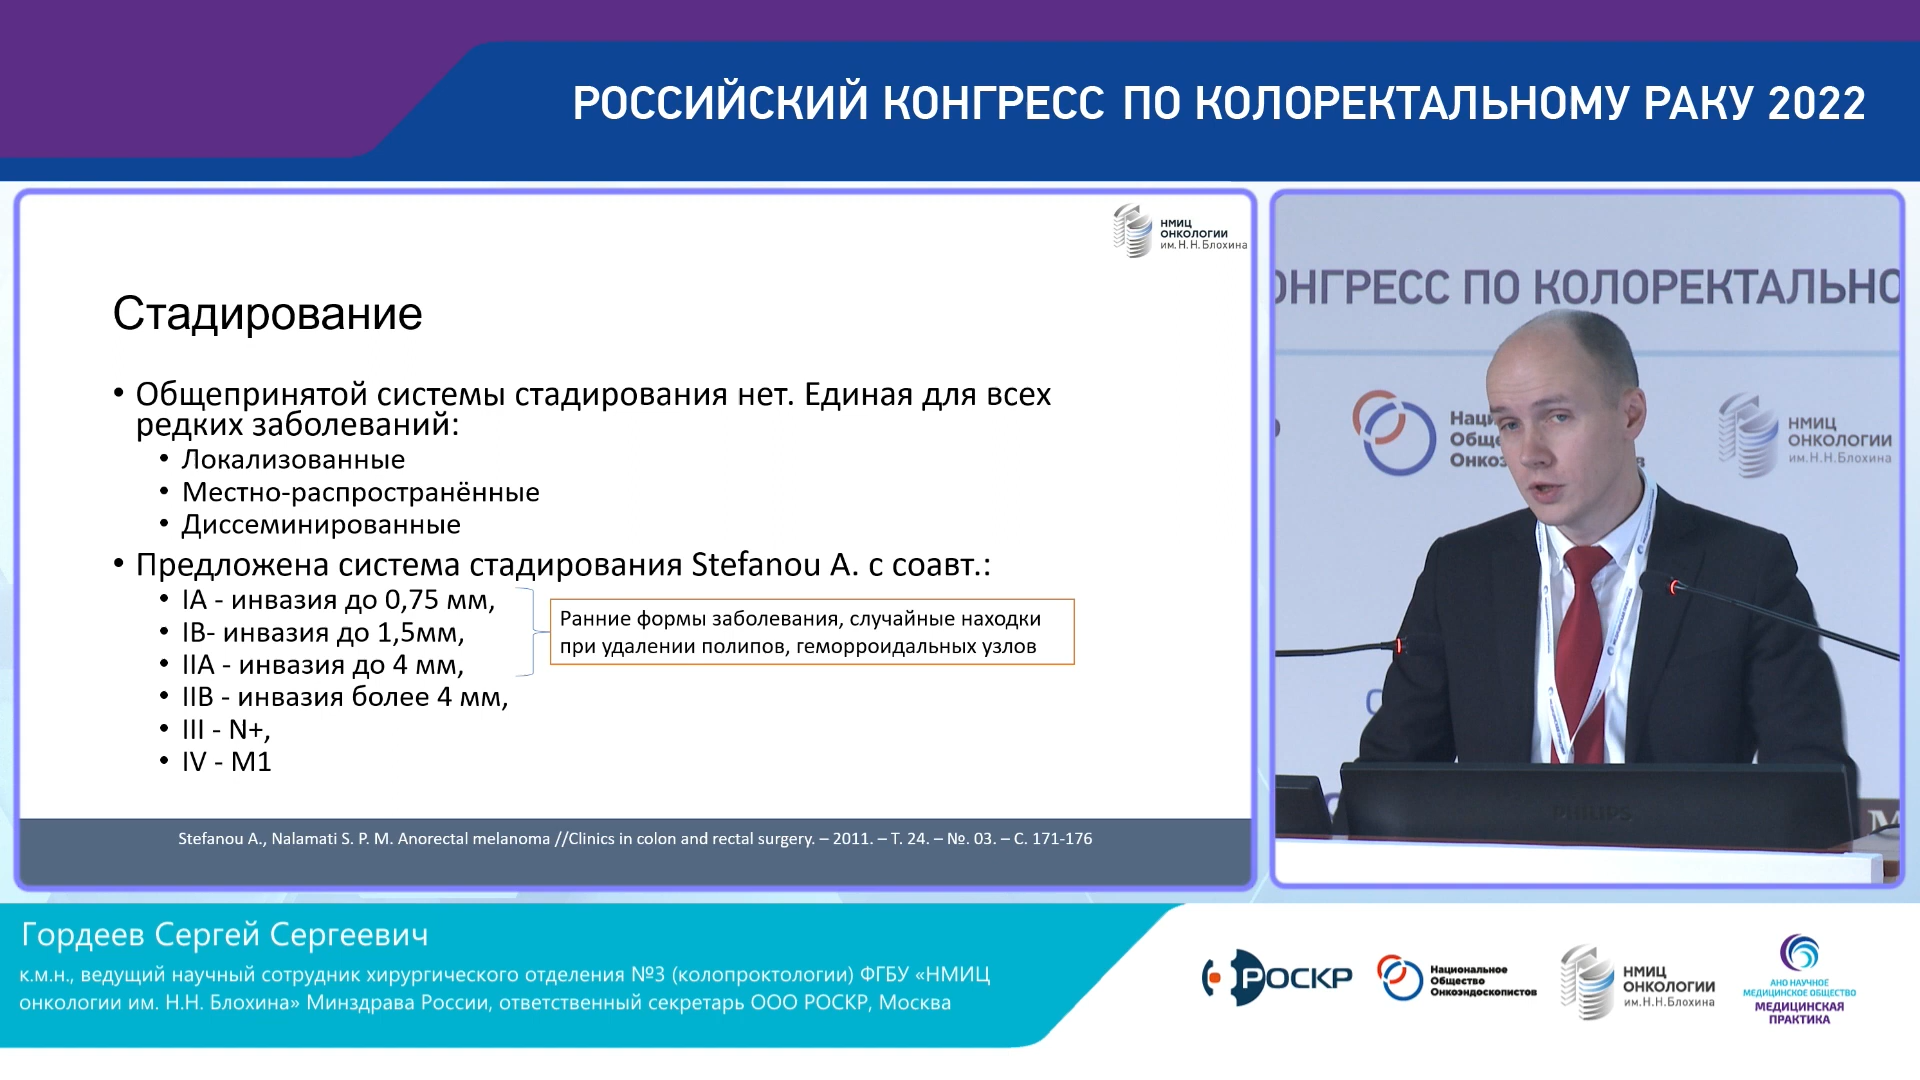 РОССИЙСКИЙ КОНГРЕСС ПО КОЛОРЕКТАЛЬНОМУ РАКУ 2022
НМИЦ
ОНКОЛОГИИ
им. Н.Н.Блохина
Стадирование
• Общепринятой системы стадирования нет. Единая для всех
редких заболеваний:
• Локализованные
• Местно-распространённые
• Диссеминированные
• Предложена система стадирования Stefanou A. с соавт.:
• IA - инвазия до 0,75 мм,
• IB- инвазия до 1,5мм,
• IIA - инвазия до 4 мм,
• IIB - инвазия более 4 мм,
• III - N+,
• IV - M1
Ранние формы заболевания, случайные находки
при удалении полипов, геморроидальных узлов
Stefanou A., Nalamati S. P. M. Anorectal melanoma //Clinics in colon and rectal surgery. – 2011. – Т. 24. – №. 03. – С. 171-176
ОНГРЕСС ПО КОЛОРЕКТАЛЬНО
Наци
Обще
Онкоэ
НМИЦ
ОНКОЛОГИИ
им.Н.Н.Блохина
PHILIPS
М
Гордеев Сергей Сергеевич
к.м.н., ведущий научный сотрудник хирургического отделения №3 (колопроктологии) ФГБУ «НМИЦ
онкологии им. Н.Н. Блохина» Минздрава России, ответственный секретарь ООО РОСКР, Москва
РОСКР
Национальное
Общество
Онкоэндоскопистов
НМИЦ
ОНКОЛОГИИ
им.Н.Н.Блохина
АНО НАУЧНОЕ
МЕДИЦИНСКОЕ ОБЩЕСТВО
МЕДИЦИНСКАЯ
ПРАКТИКА